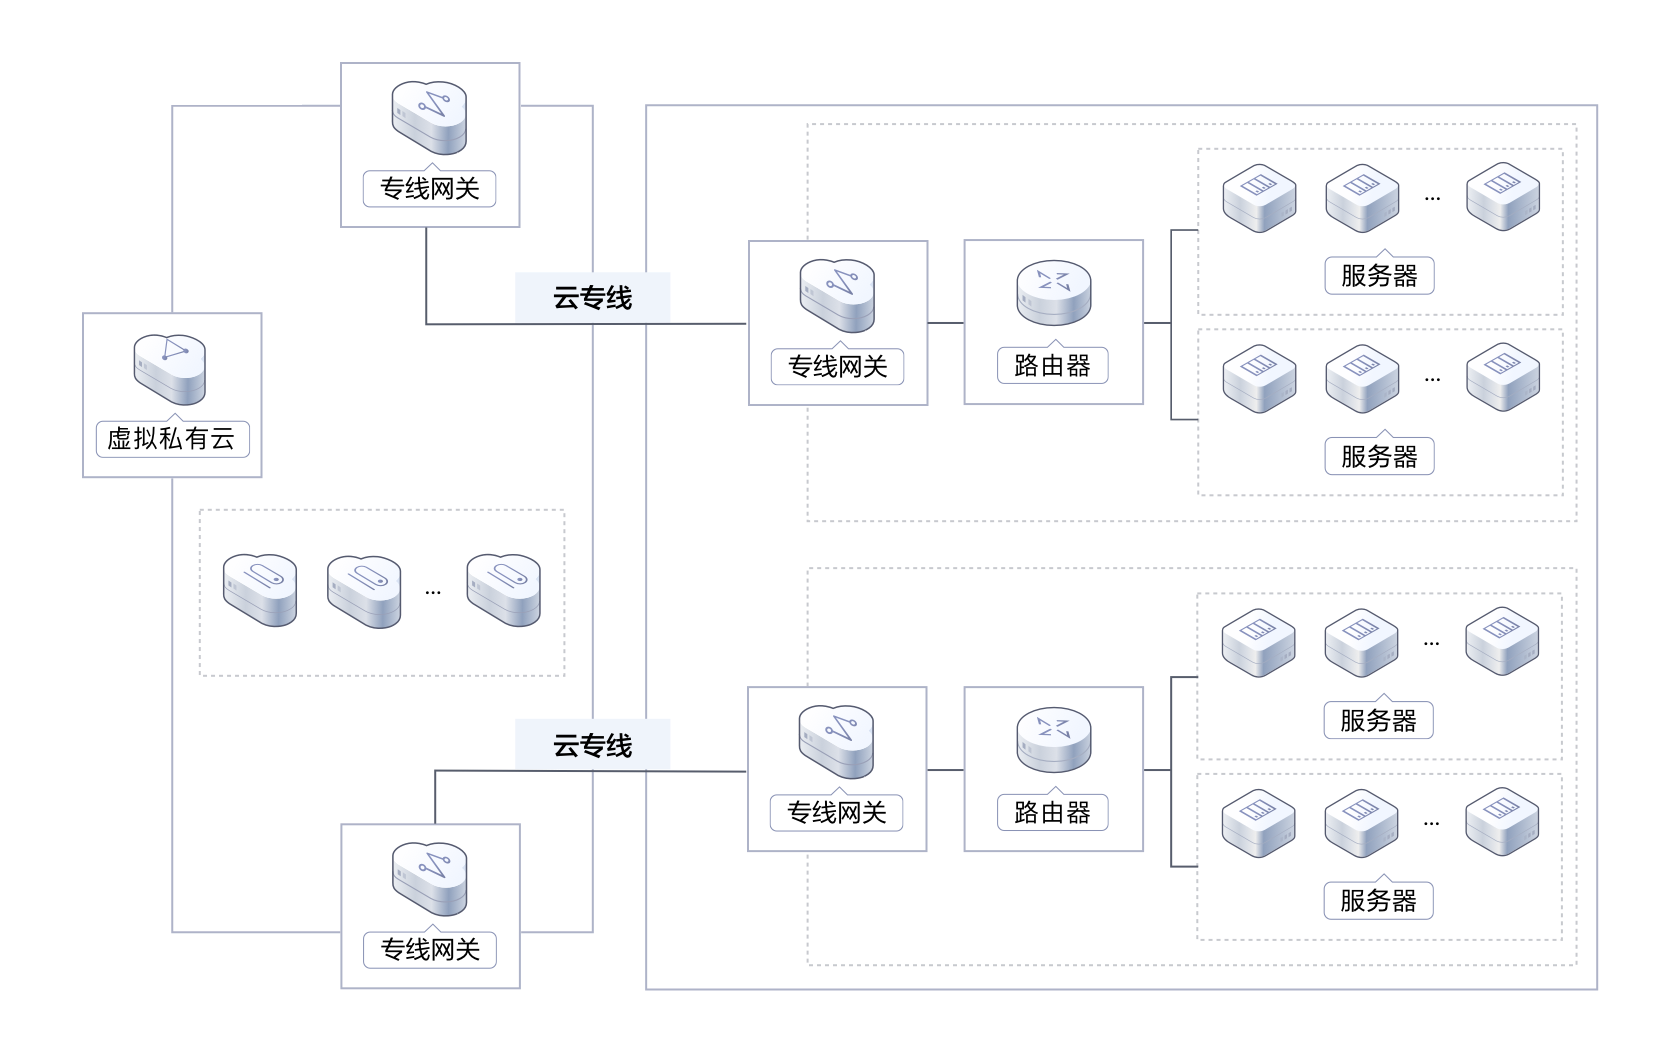 专线网关
云专线
虚拟私有云
...
云专线
专线网关
专线网关
路由器
...
服务器
...
服务器
专线网关
路由器
...
服务器
...
服务器